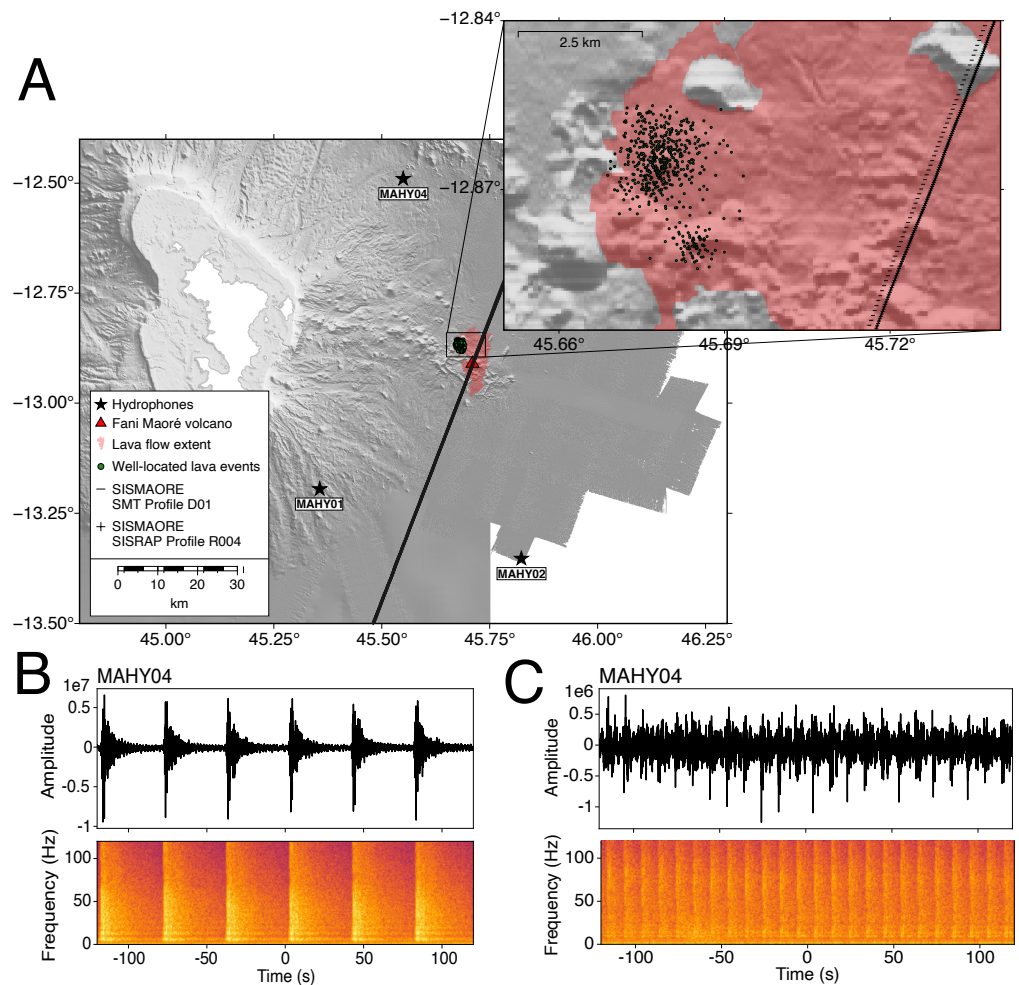 A
−12.84°
2.5 km
−12.87°
45.66°
45.69°
45.72°
−12.50°
−12.75°
−13.00°
−13.25°
−13.50°
MAHY04
MAHY01
MAHY02
Hydrophones
Fani Maoré volcano
Lava flow extent
Well-located lava events
SISMAORE
SMT Profile D01
SISMAORE
SISRAP Profile R004
0 10 20 30
km
45.00° 45.25° 45.50° 45.75° 46.00° 46.25°
B
MAHY04
1e7
Amplitude
0.5
0
-0.5
-1
Frequency (Hz)
100
50
0
-100 -50 0 50 100
Time (s)
C
MAHY04
1e6
Amplitude
0.5
0
-0.5
-1
Frequency (Hz)
100
50
0
-100 -50 0 50 100
Time (s)